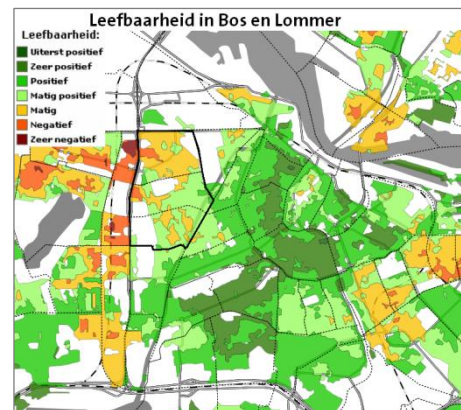 Leefbaarheid in Bos en Lommer
Leefbaarheid:
Uiterst positief
Zeer positief
Positief
Matig positief
Matig
Negatief
Zeer negatief